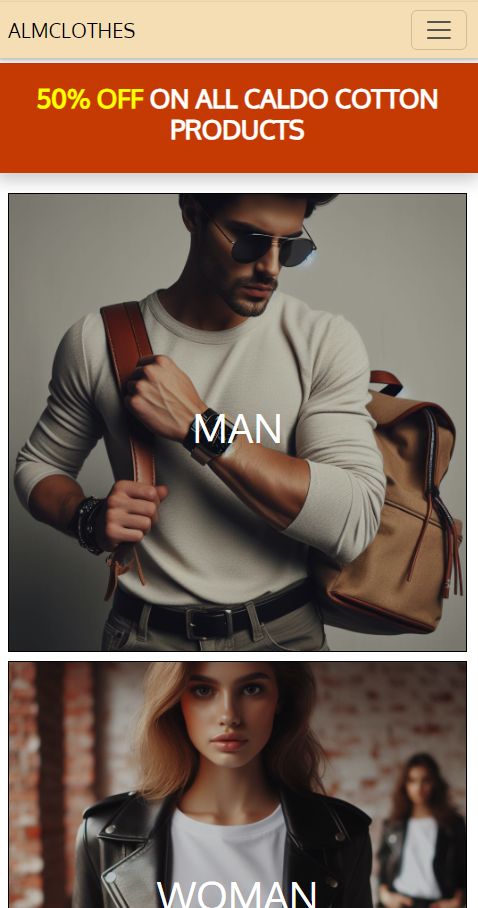 ALMCLOTHES
50% OFF ON ALL CALDO COTTON
PRODUCTS
MAN
WOMAN